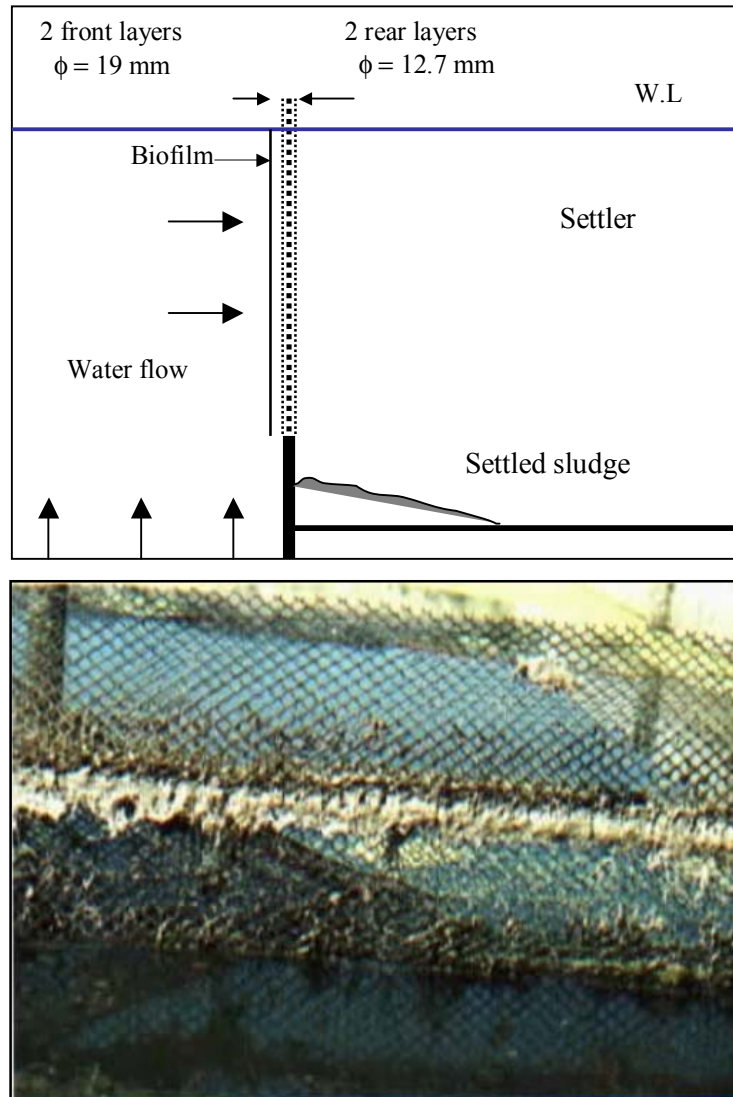 2 front layers
ϕ = 19 mm
2 rear layers
ϕ = 12.7 mm
W.L
Biofilm
Settler
Water flow
Settled sludge